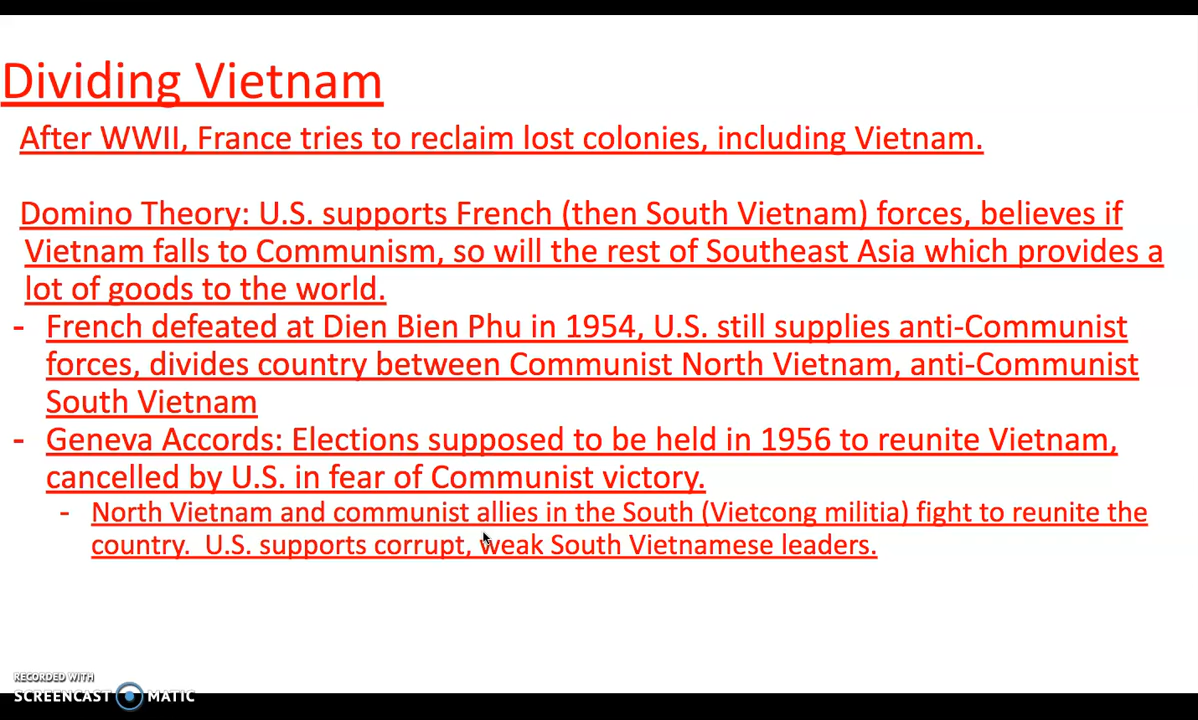 Dividing Vietnam
After WWII, France tries to reclaim lost colonies, including Vietnam.
Domino Theory: U.S. supports French (then South Vietnam) forces, believes if
Vietnam falls to Communism, so will the rest of Southeast Asia which provides a
lot of goods to the world.
- French defeated at Dien Bien Phu in 1954, U.S. still supplies anti-Communist
forces, divides country between Communist North Vietnam, anti-Communist
South Vietnam
- Geneva Accords: Elections supposed to be held in 1956 to reunite Vietnam,
cancelled by U.S. in fear of Communist victory.
- North Vietnam and communist allies in the South (Vietcong militia) fight to reunite the
country.  U.S. supports corrupt, weak South Vietnamese leaders.
RECORDED WITH
SCREENCAST MATIC